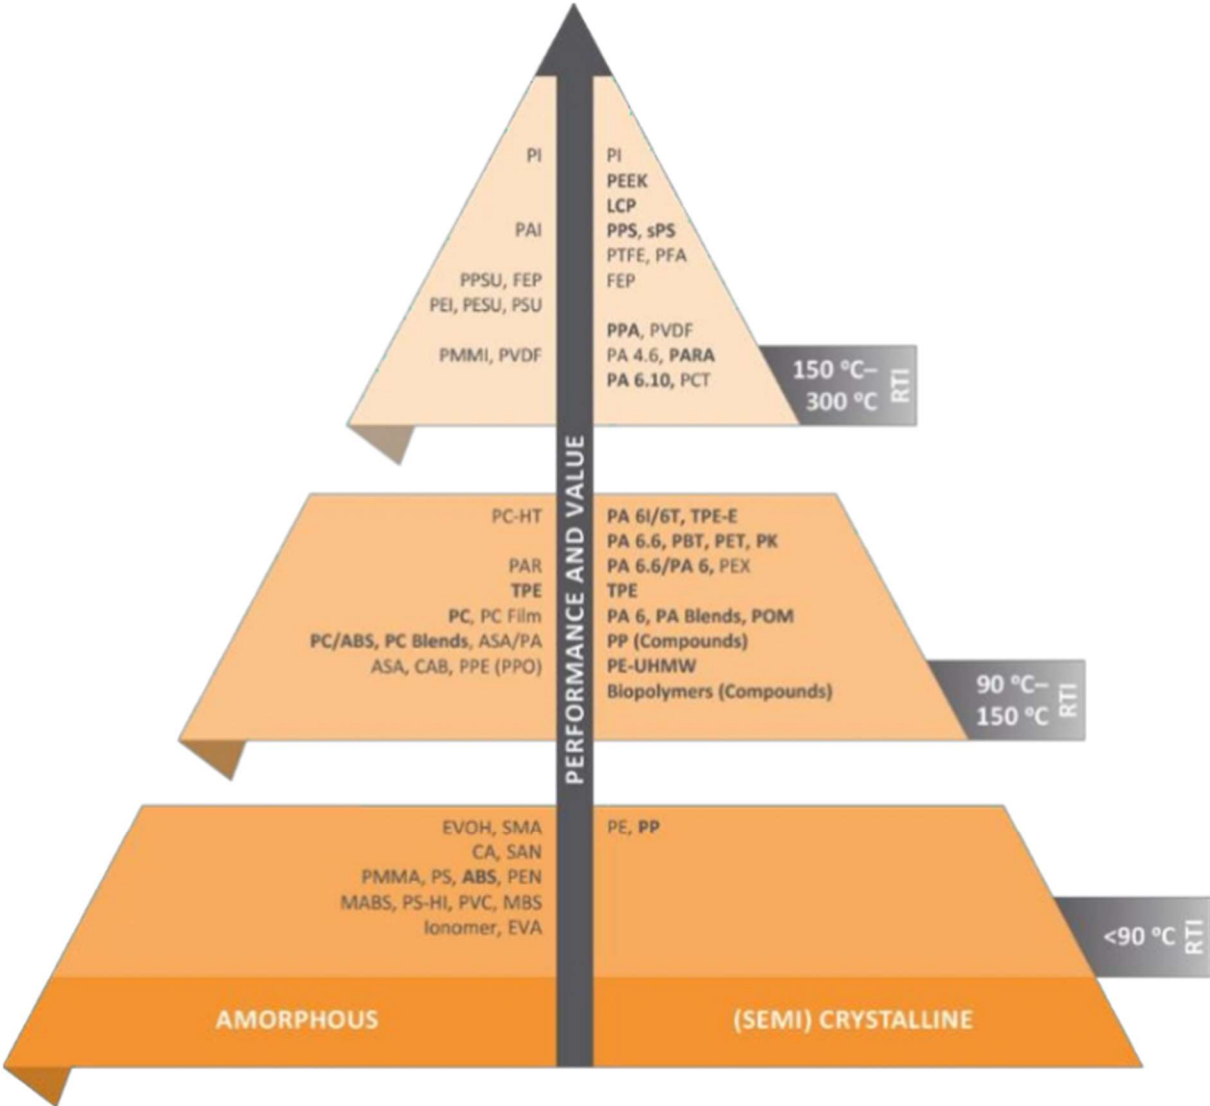 PI
PAI
PPSU, FEP
PEI, PESU, PSU
PMMI, PVDF
PI
PEEK
LCP
PPS, sPS
PTFE, PFA
FEP
PPA, PVDF
PA 4.6, PARA
PA 6.10, PCT
150 °C–
300 °C
RTI
PERFORMANCE AND VALUE
PC-HT
PAR
TPE
PC, PC Film
PC/ABS, PC Blends, ASA/PA
ASA, CAB, PPE (PPO)
PA 6I/6T, TPE-E
PA 6.6, PBT, PET, PK
PA 6.6/PA 6, PEX
TPE
PA 6, PA Blends, POM
PP (Compounds)
PE-UHMW
Biopolymers (Compounds)
90 °C–
150 °C
RTI
EVOH, SMA
CA, SAN
PMMA, PS, ABS, PEN
MABS, PS-HI, PVC, MBS
Ionomer, EVA
PE, PP
<90 °C
RTI
AMORPHOUS
(SEMI) CRYSTALLINE